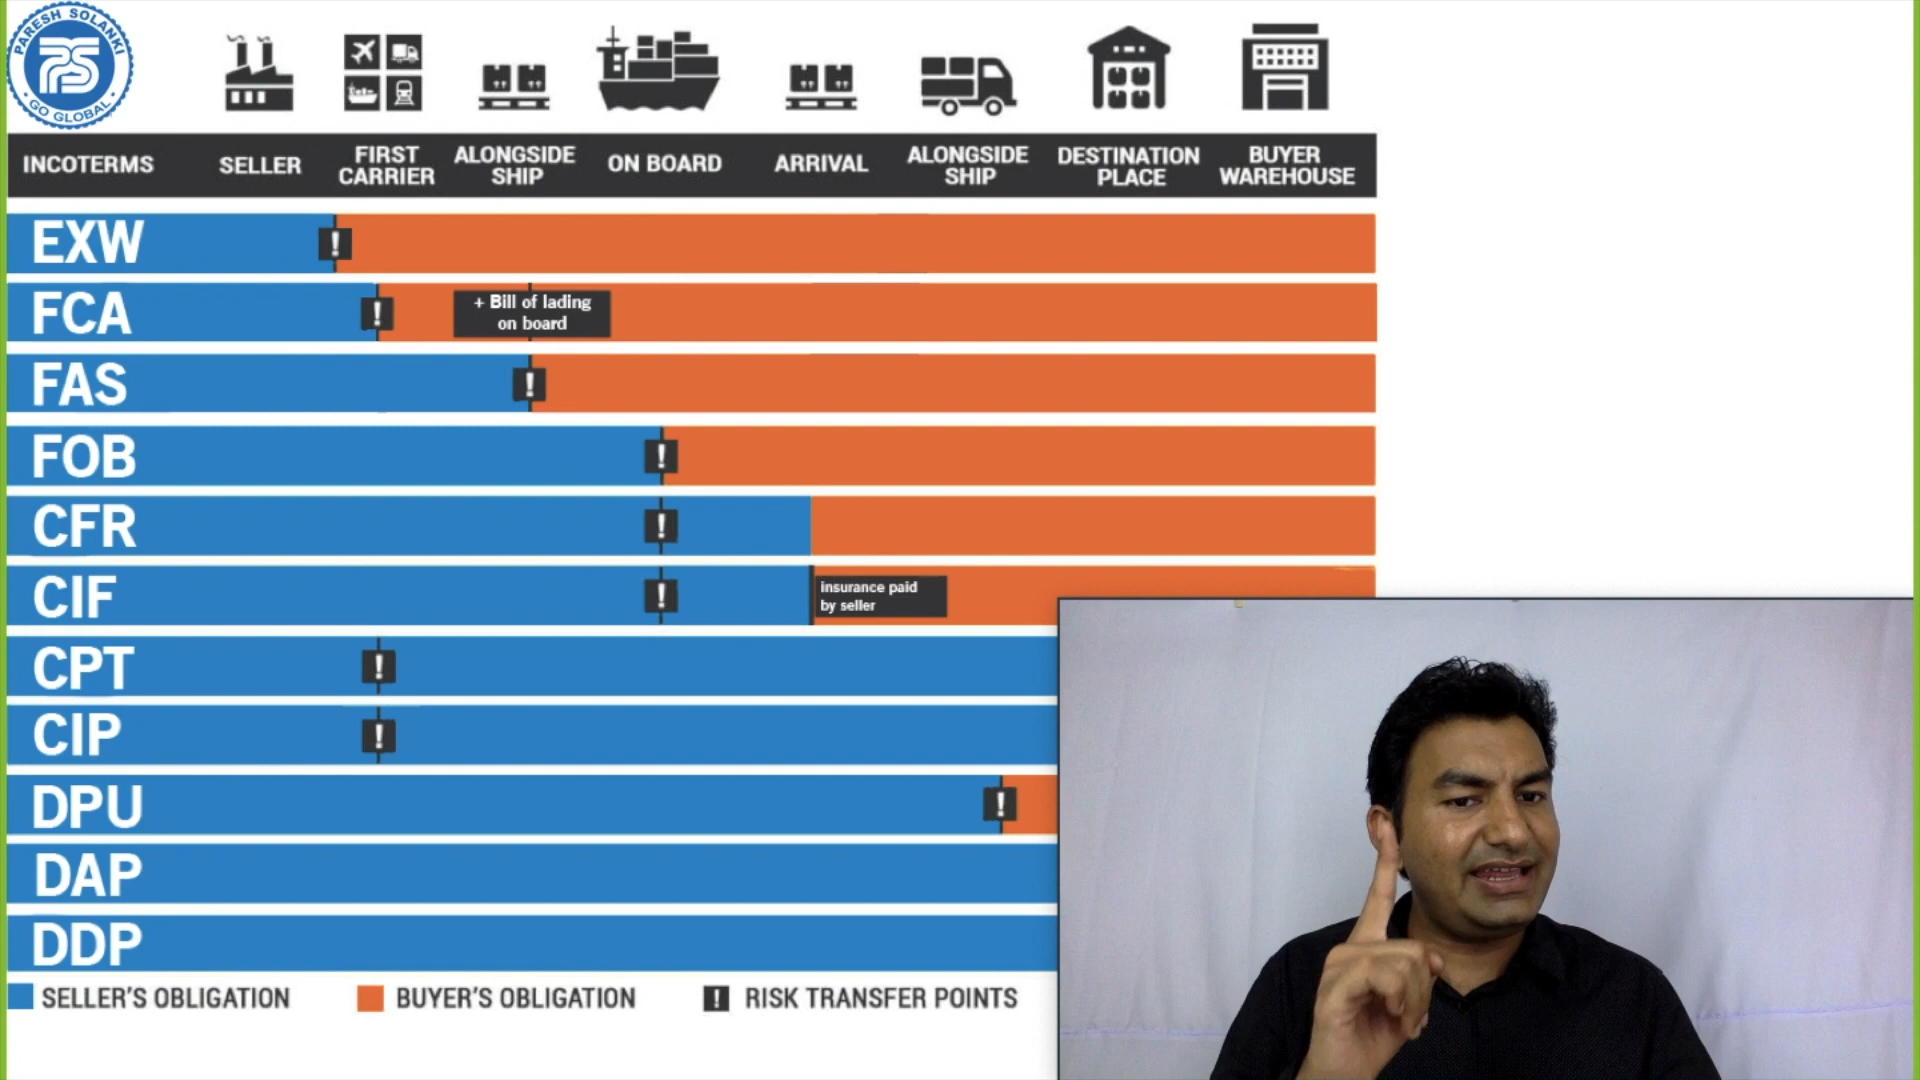 PARESH SOLANKI
PS
GO GLOBAL
INCOTERMS
SELLER
FIRST
CARRIER
ALONGSIDE
SHIP
ON BOARD
ARRIVAL
ALONGSIDE
SHIP
DESTINATION
PLACE
BUYER
WAREHOUSE
EXW !
FCA !
+ Bill of lading
on board
FAS !
FOB !
CFR !
CIF !
insurance paid
by seller
CPT !
CIP !
DPU !
DAP
DDP
SELLER'S OBLIGATION
BUYER'S OBLIGATION
! RISK TRANSFER POINTS